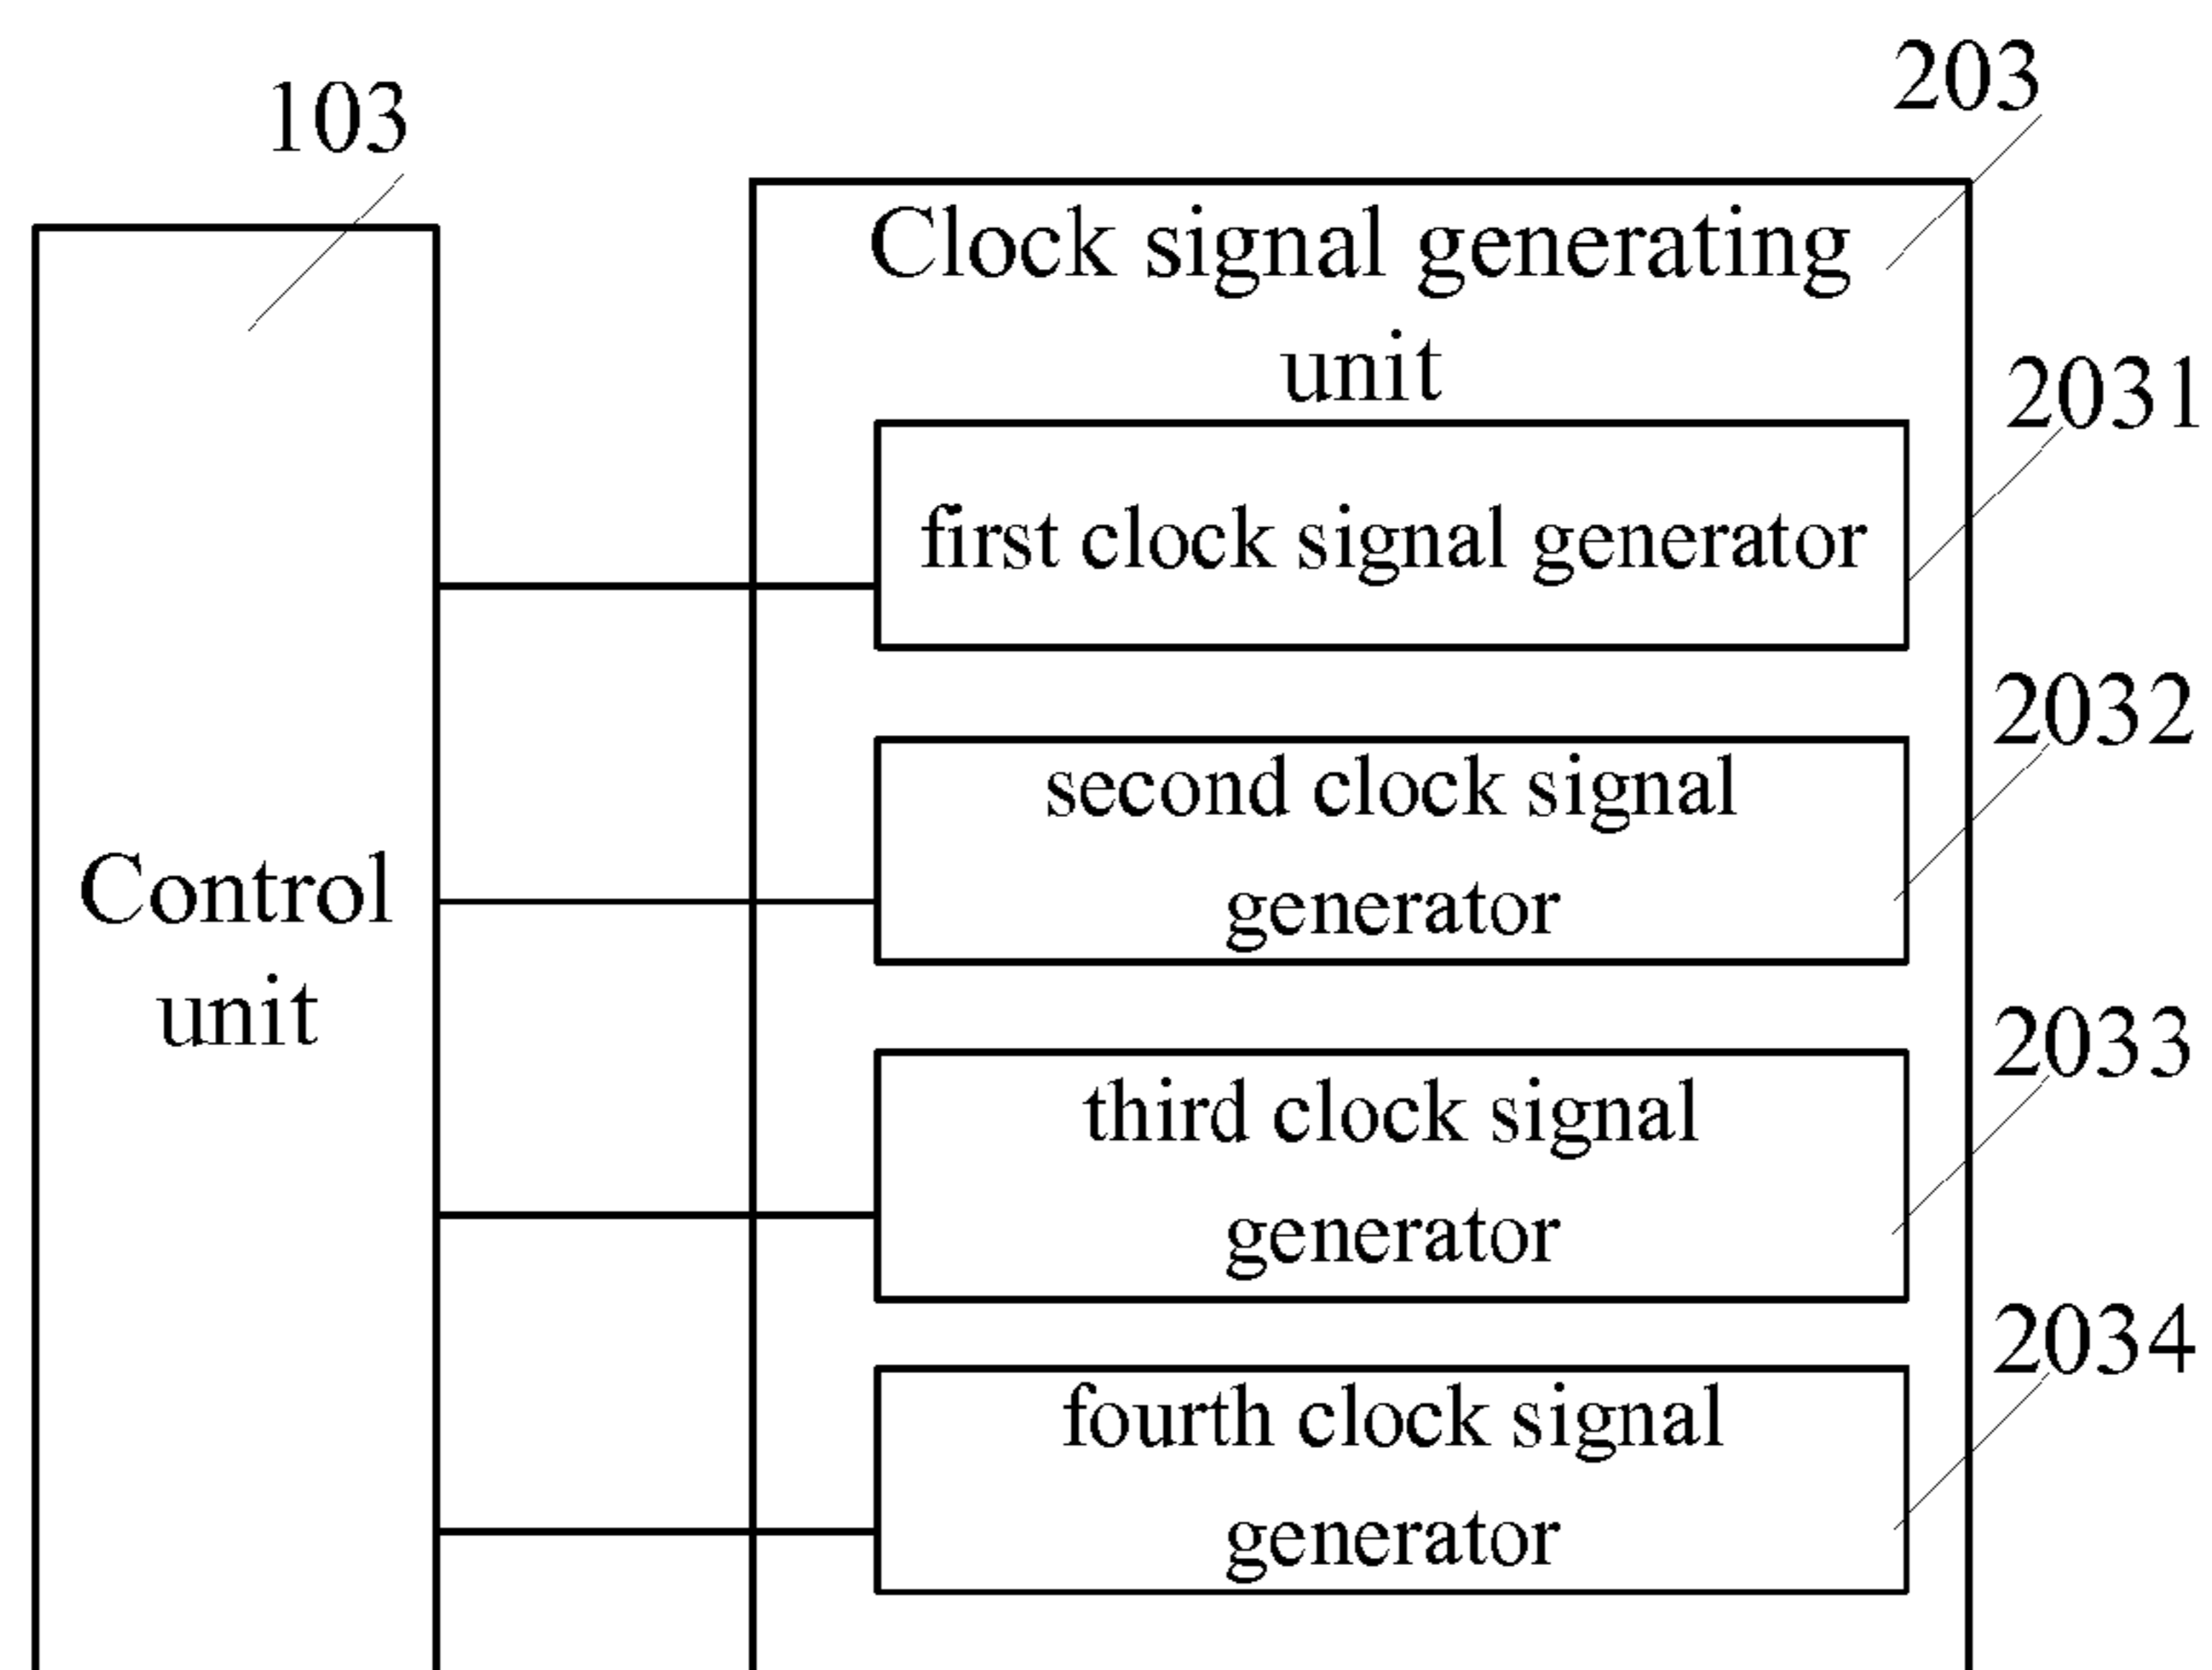 103
203
Clock signal generating
unit
2031
first clock signal generator
2032
second clock signal
generator
Control
unit
2033
third clock signal
generator
2034
fourth clock signal
generator